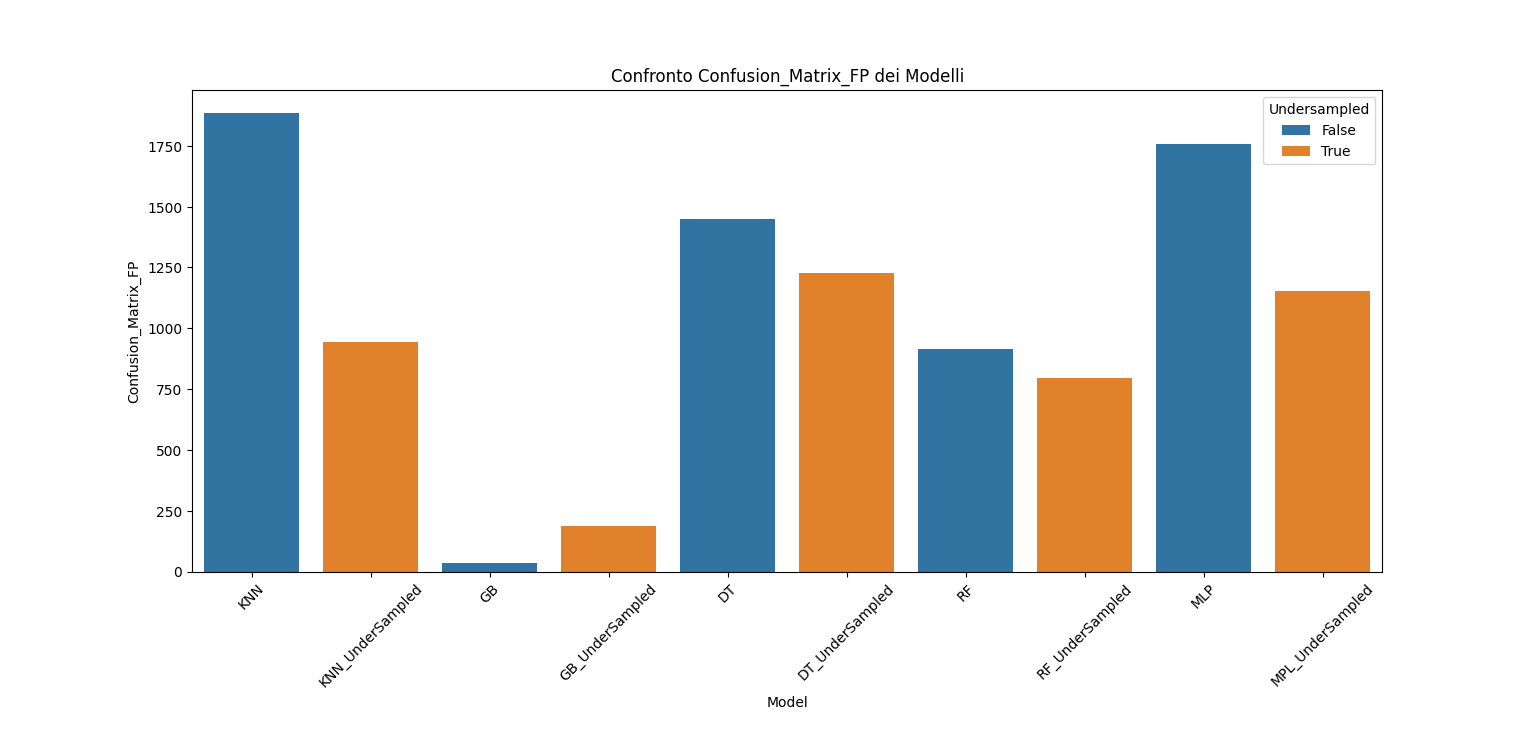 Confronto Confusion_Matrix_FP dei Modelli
Undersampled
False
True
Confusion_Matrix_FP
1750
1500
1250
1000
750
500
250
0
KNN
KNN_UnderSampled
GB
GB_UnderSampled
DT
DT_UnderSampled
RF
RF_UnderSampled
MLP
MPL_UnderSampled
Model